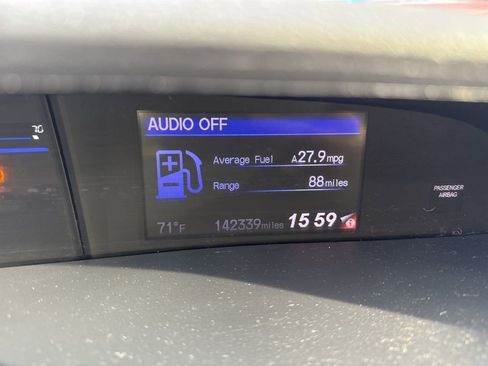 AUDIO OFF
Average Fuel A27.9mpg
Range 88miles
71°F 142339miles 15 59
PASSENGER
AIRBAG